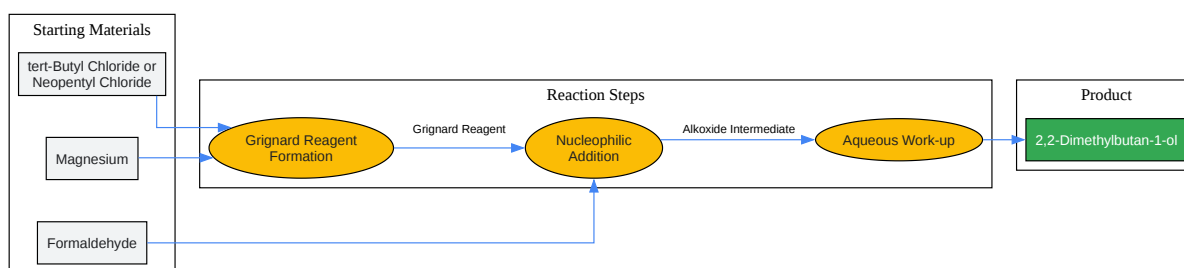 Starting Materials
tert-Butyl Chloride or
Neopentyl Chloride
Magnesium
Formaldehyde
Reaction Steps
Grignard Reagent
Formation
Grignard Reagent
Nucleophilic
Addition
Alkoxide Intermediate
Aqueous Work-up
Product
2,2-Dimethylbutan-1-ol